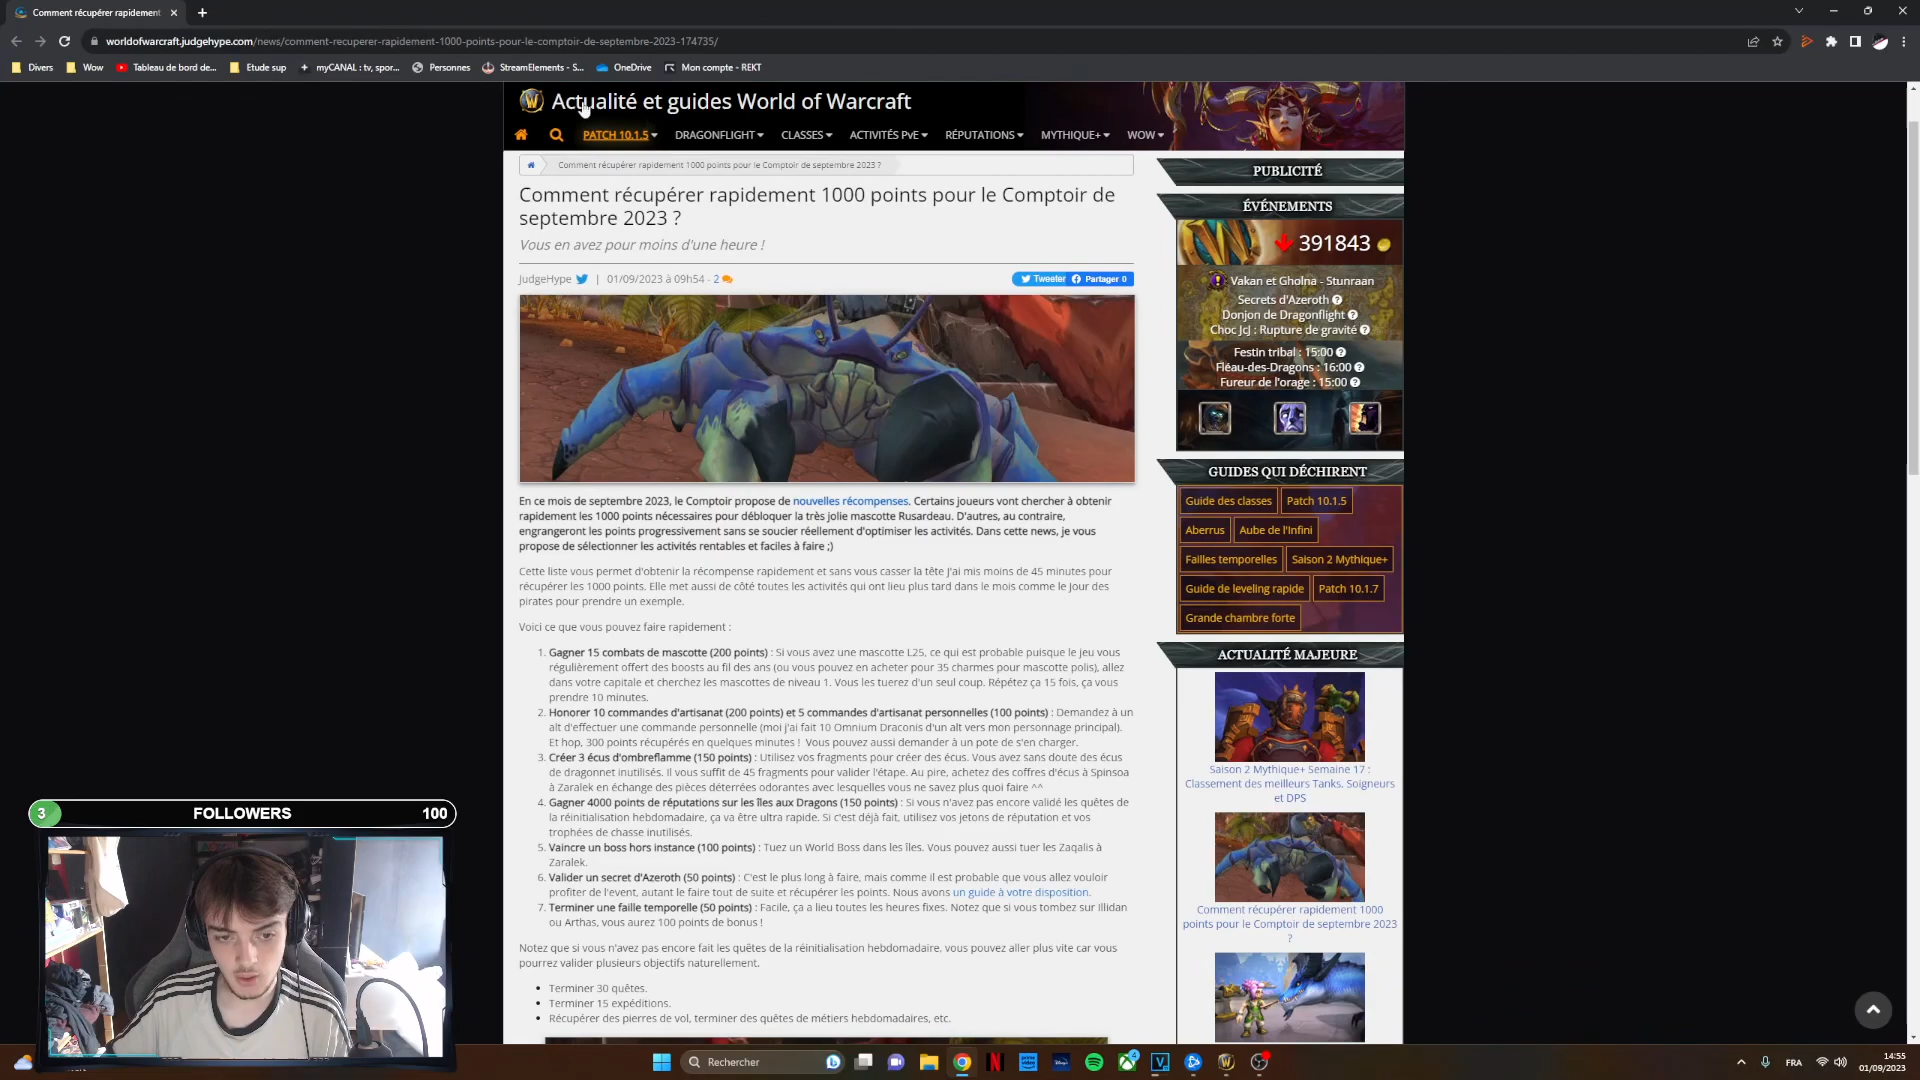 Comment récupérer rapidement
worldofwarcraft.judgehype.com/news/comment-recuperer-rapidement-1000-points-pour-le-comptoir-de-septembre-2023-174735/
Divers
Wow
Tableau de bord de...
Etude sup
myCANAL : tv, spor...
Personnes
StreamElements - S...
OneDrive
Mon compte - REKT
Actualité et guides World of Warcraft
PATCH 10.1.5
DRAGONFLIGHT
CLASSES
ACTIVITÉS PvE
RÉPUTATIONS
MYTHIQUE+
WOW
Comment récupérer rapidement 1000 points pour le Comptoir de septembre 2023 ?
Comment récupérer rapidement 1000 points pour le Comptoir de
septembre 2023 ?
Vous en avez pour moins d'une heure !
JudgeHype | 01/09/2023 à 09h54 - 2
Tweeter
Partager 0
En ce mois de septembre 2023, le Comptoir propose de nouvelles récompenses. Certains joueurs vont chercher à obtenir
rapidement les 1000 points nécessaires pour débloquer la très jolie mascotte Rusardeau. D'autres, au contraire,
engrangeront les points progressivement sans se soucier réellement d'optimiser les activités. Dans cette news, je vous
propose de sélectionner les activités rentables et faciles à faire ;)
Cette liste vous permet d'obtenir la récompense rapidement et sans vous casser la tête j'ai mis moins de 45 minutes pour
récupérer les 1000 points. Elle met aussi de côté toutes les activités qui ont lieu plus tard dans le mois comme le Jour des
pirates pour prendre un exemple.
Voici ce que vous pouvez faire rapidement :
1. Gagner 15 combats de mascotte (200 points) : Si vous avez une mascotte L25, ce qui est probable puisque le jeu vous
régulièrement offert des boosts au fil des ans (ou vous pouvez en acheter pour 35 charmes pour mascotte polis), allez
dans votre capitale et cherchez les mascottes de niveau 1. Vous les tuerez d'un seul coup. Répétez ça 15 fois, ça vous
prendre 10 minutes.
2. Honorer 10 commandes d'artisanat (200 points) et 5 commandes d'artisanat personnelles (100 points) : Demandez à un
alt d'effectuer une commande personnelle (moi j'ai fait 10 Omnium Draconis d'un alt vers mon personnage principal).
Et hop, 300 points récupérés en quelques minutes ! Vous pouvez aussi demander à un pote de s'en charger.
3. Créer 3 écus d'ombreflamme (150 points) : Utilisez vos fragments pour créer des écus. Vous avez sans doute des écus
de dragonnet inutilisés. Il vous suffit de 45 fragments pour valider l'étape. Au pire, achetez des coffres d'écus à Spinsoa
à Zaralek en échange des pièces déterrées odorantes avec lesquelles vous ne savez plus quoi faire ^^
4. Gagner 4000 points de réputations sur les îles aux Dragons (150 points) : Si vous n'avez pas encore validé les quêtes de
la réinitialisation hebdomadaire, ça va être ultra rapide. Si c'est déjà fait, utilisez vos jetons de réputation et vos
trophées de chasse inutilisés.
5. Vaincre un boss hors instance (100 points) : Tuez un World Boss dans les îles. Vous pouvez aussi tuer les Zaqalis à
Zaralek.
6. Valider un secret d'Azeroth (50 points) : C'est le plus long à faire, mais comme il est probable que vous allez vouloir
profiter de l'event, autant le faire tout de suite et récupérer les points. Nous avons un guide à votre disposition.
7. Terminer une faille temporelle (50 points) : Facile, ça a lieu toutes les heures fixes. Notez que si vous tombez sur Illidan
ou Arthas, vous aurez 100 points de bonus !
Notez que si vous n'avez pas encore fait les quêtes de la réinitialisation hebdomadaire, vous pouvez aller plus vite car vous
pourrez valider plusieurs objectifs naturellement.
Terminer 30 quêtes.
Terminer 15 expéditions.
Récupérer des pierres de vol, terminer des quêtes de métiers hebdomadaires, etc.
PUBLICITÉ
ÉVÉNEMENTS
391843
Vakan et Gholna - Stunraan
Secrets d'Azeroth
Donjon de Dragonflight
Choc JcJ : Rupture de gravité
Festin tribal : 15:00
Fléau-des-Dragons : 16:00
Fureur de l'orage : 15:00
GUIDES QUI DÉCHIRENT
Guide des classes
Patch 10.1.5
Aberrus
Aube de l'Infini
Failles temporelles
Saison 2 Mythique+
Guide de leveling rapide
Patch 10.1.7
Grande chambre forte
ACTUALITÉ MAJEURE
Saison 2 Mythique+ Semaine 17 :
Classement des meilleurs Tanks, Soigneurs
et DPS
Comment récupérer rapidement 1000
points pour le Comptoir de septembre 2023
?
3
FOLLOWERS
100
Rechercher
4
FRA
14:55
01/09/2023